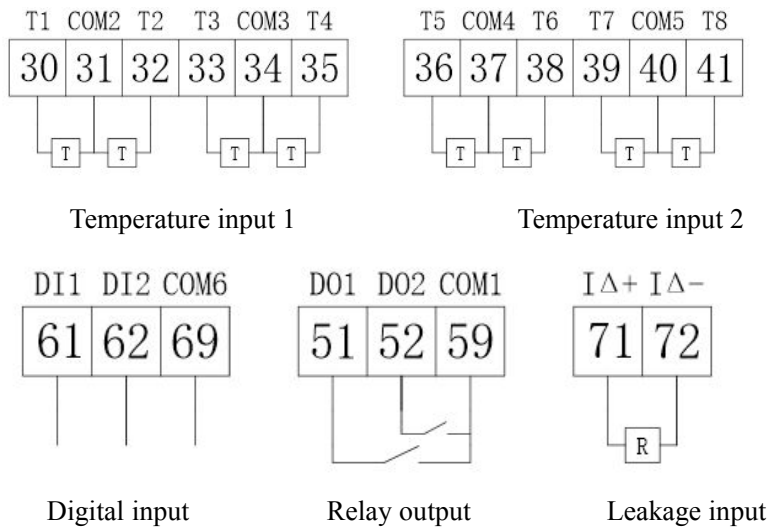 T1 COM2 T2 T3 COM3 T4
30 31 32 33 34 35
T T T T
Temperature input 1
T5 COM4 T6 T7 COM5 T8
36 37 38 39 40 41
T T T T
Temperature input 2
DI1 DI2 COM6
61 62 69
Digital input
DO1 DO2 COM1
51 52 59
Relay output
IΔ+ IΔ-
71 72
R
Leakage input